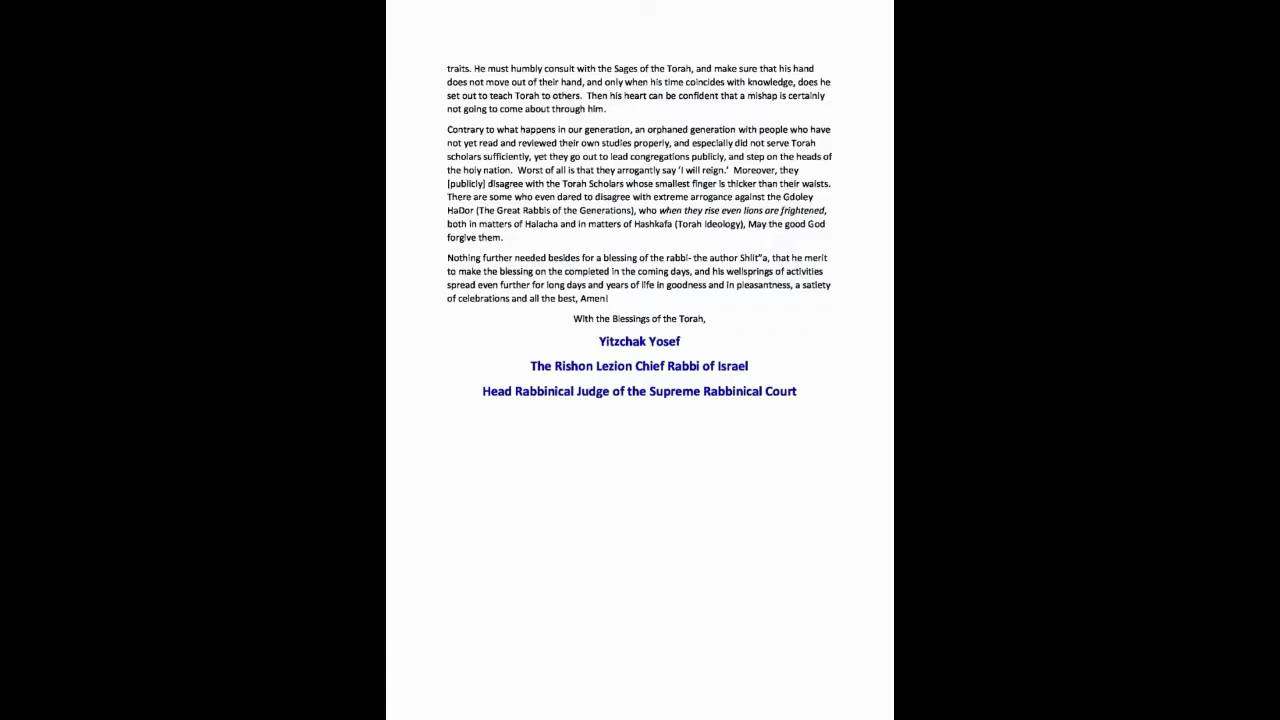 traits. He must humbly consult with the Sages of the Torah, and make sure that his hand
does not move out of their hand, and only when his time coincides with knowledge, does he
set out to teach Torah to others.  Then his heart can be confident that a mishap is certainly
not going to come about through him.
Contrary to what happens in our generation, an orphaned generation with people who have
not yet read and reviewed their own studies properly, and especially did not serve Torah
scholars sufficiently, yet they go out to lead congregations publicly, and step on the heads of
the holy nation.  Worst of all is that they arrogantly say 'I will reign.'  Moreover, they
[publicly] disagree with the Torah Scholars whose smallest finger is thicker than their waists.
There are some who even dared to disagree with extreme arrogance against the Gdoley
HaDor (The Great Rabbis of the Generations), who when they rise even lions are frightened,
both in matters of Halacha and in matters of Hashkafa (Torah ideology), May the good God
forgive them.
Nothing further needed besides for a blessing of the rabbi- the author Shlit"a, that he merit
to make the blessing on the completed in the coming days, and his wellsprings of activities
spread even further for long days and years of life in goodness and in pleasantness, a satiety
of celebrations and all the best, Amen!
With the Blessings of the Torah,
Yitzchak Yosef
The Rishon Lezion Chief Rabbi of Israel
Head Rabbinical Judge of the Supreme Rabbinical Court